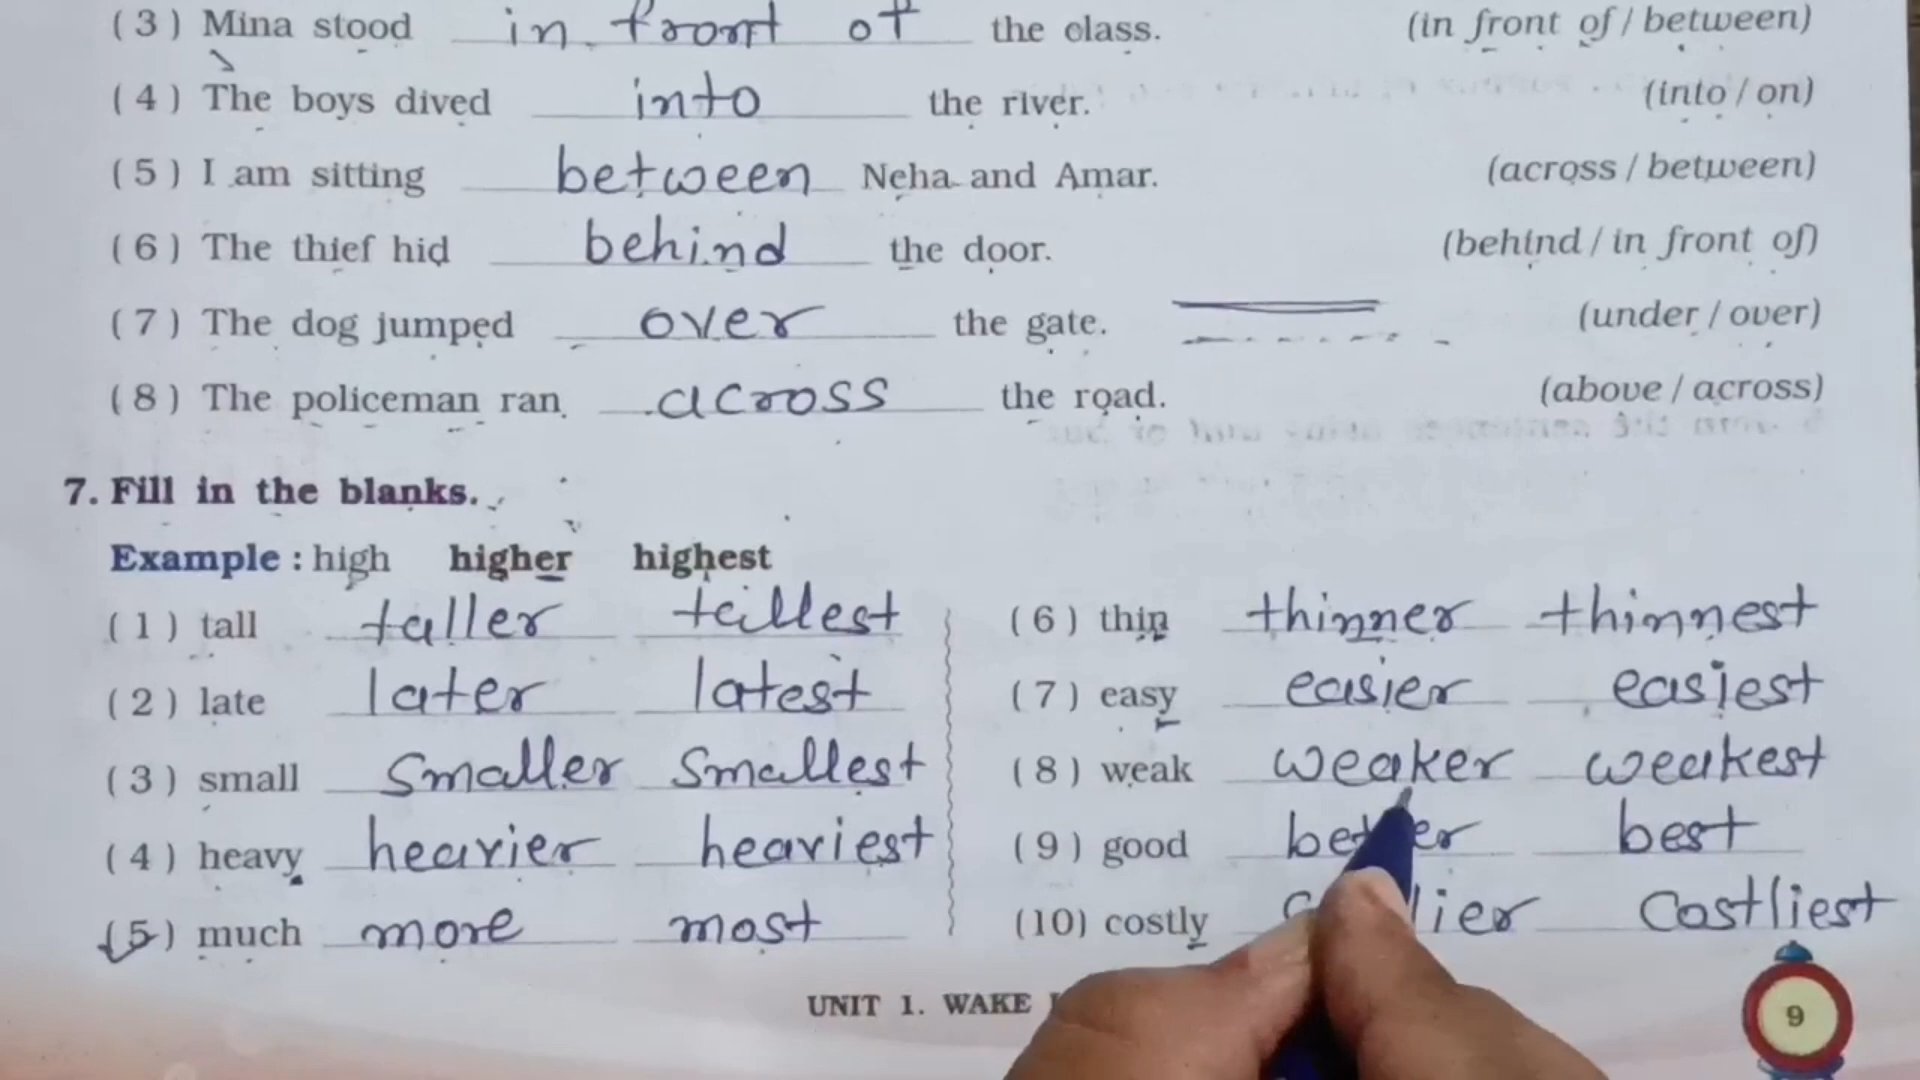 (3) Mina stood in front of the class. (in front of / between)
(4) The boys dived into the river. (into / on)
(5) I am sitting between Neha and Amar. (across / between)
(6) The thief hid behind the door. (behind / in front of)
(7) The dog jumped over the gate. (under / over)
(8) The policeman ran across the road. (above / across)
7. Fill in the blanks.
Example : high higher highest
(1) tall taller tallest
(2) late later latest
(3) small smaller smallest
(4) heavy heavier heaviest
(5) much more most
(6) thin thinner thinnest
(7) easy easier easiest
(8) weak weaker weakest
(9) good better best
(10) costly costliest
UNIT 1. WAKE
9